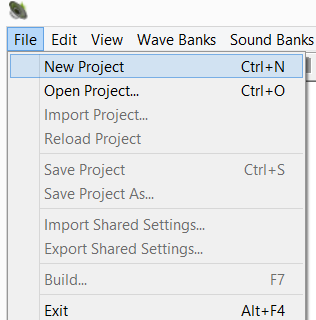 File Edit View Wave Banks Sound Banks
New Project Ctrl+N
Open Project... Ctrl+O
Import Project...
Reload Project
Save Project Ctrl+S
Save Project As...
Import Shared Settings...
Export Shared Settings...
Build... F7
Exit Alt+F4